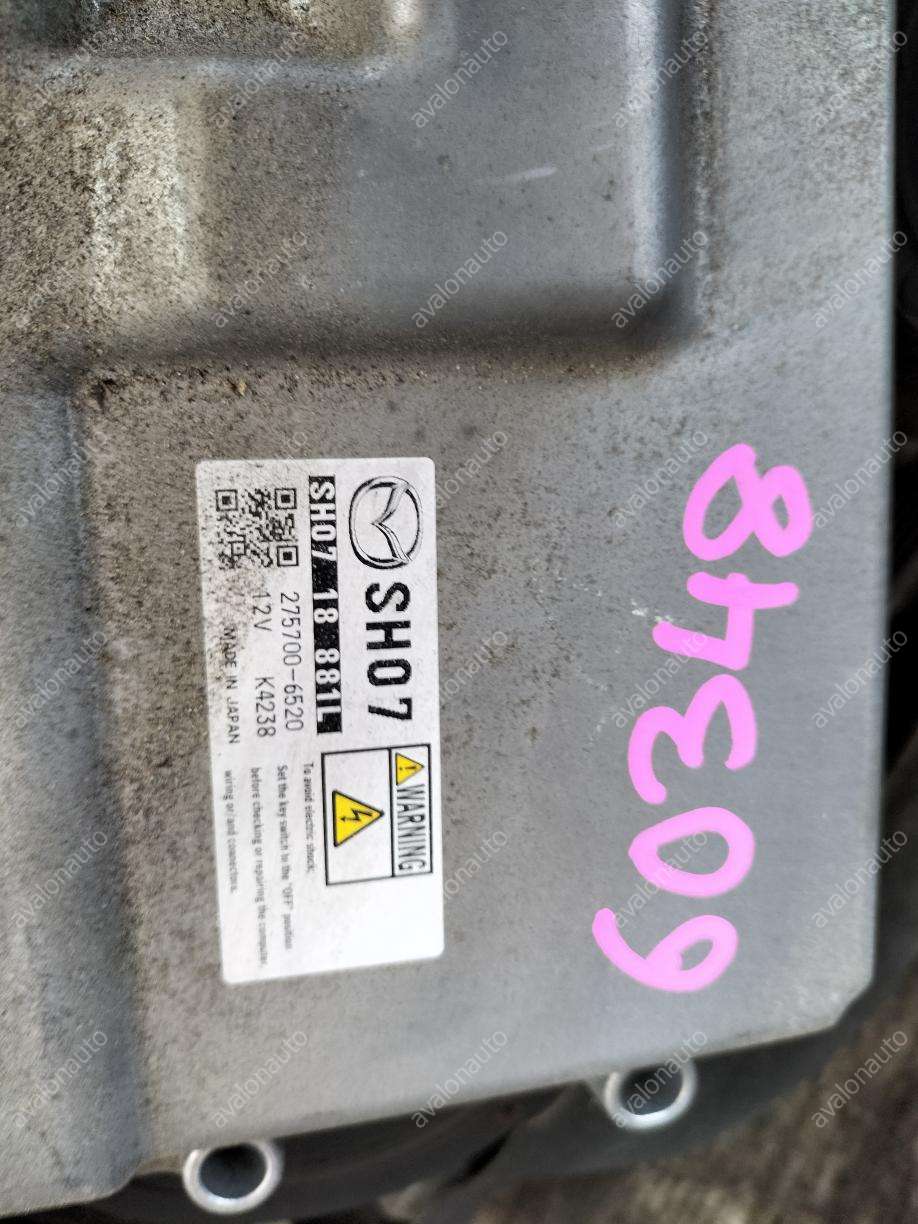 SH07
SH07 18 881L
275700-6520
12V K4238
MADE IN JAPAN
WARNING
To avoid electric shock;
Set the key switch to the "OFF" position
before checking or repairing the computer,
wiring or and connectors.
60348
avalonauto